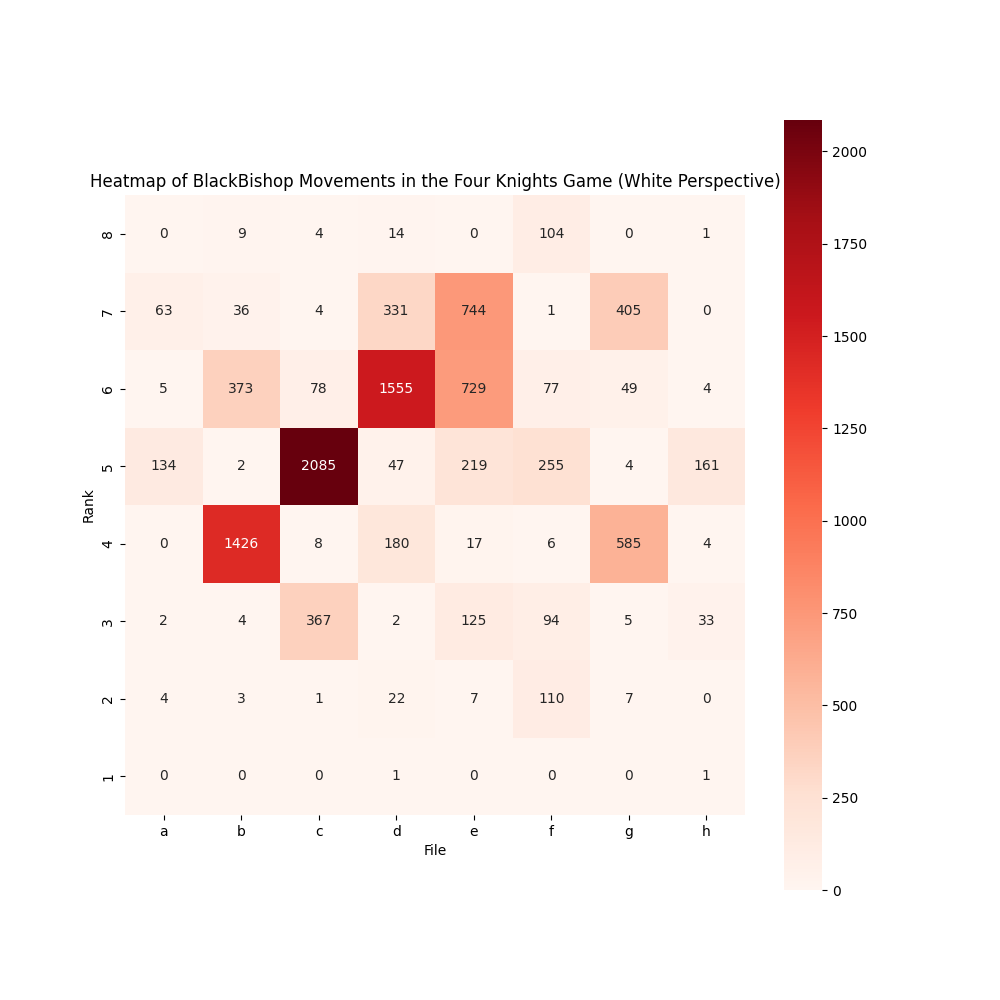 Heatmap of BlackBishop Movements in the Four Knights Game (White Perspective)
8 0 9 4 14 0 104 0 1
7 63 36 4 331 744 1 405 0
6 5 373 78 1555 729 77 49 4
5 134 2 2085 47 219 255 4 161
4 0 1426 8 180 17 6 585 4
3 2 4 367 2 125 94 5 33
2 4 3 1 22 7 110 7 0
1 0 0 0 1 0 0 0 1
a b c d e f g h
File
Rank
2000
1750
1500
1250
1000
750
500
250
0